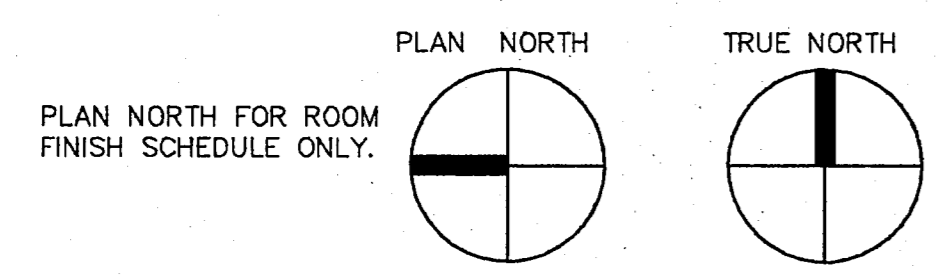 PLAN NORTH
TRUE NORTH
PLAN NORTH FOR ROOM
FINISH SCHEDULE ONLY.